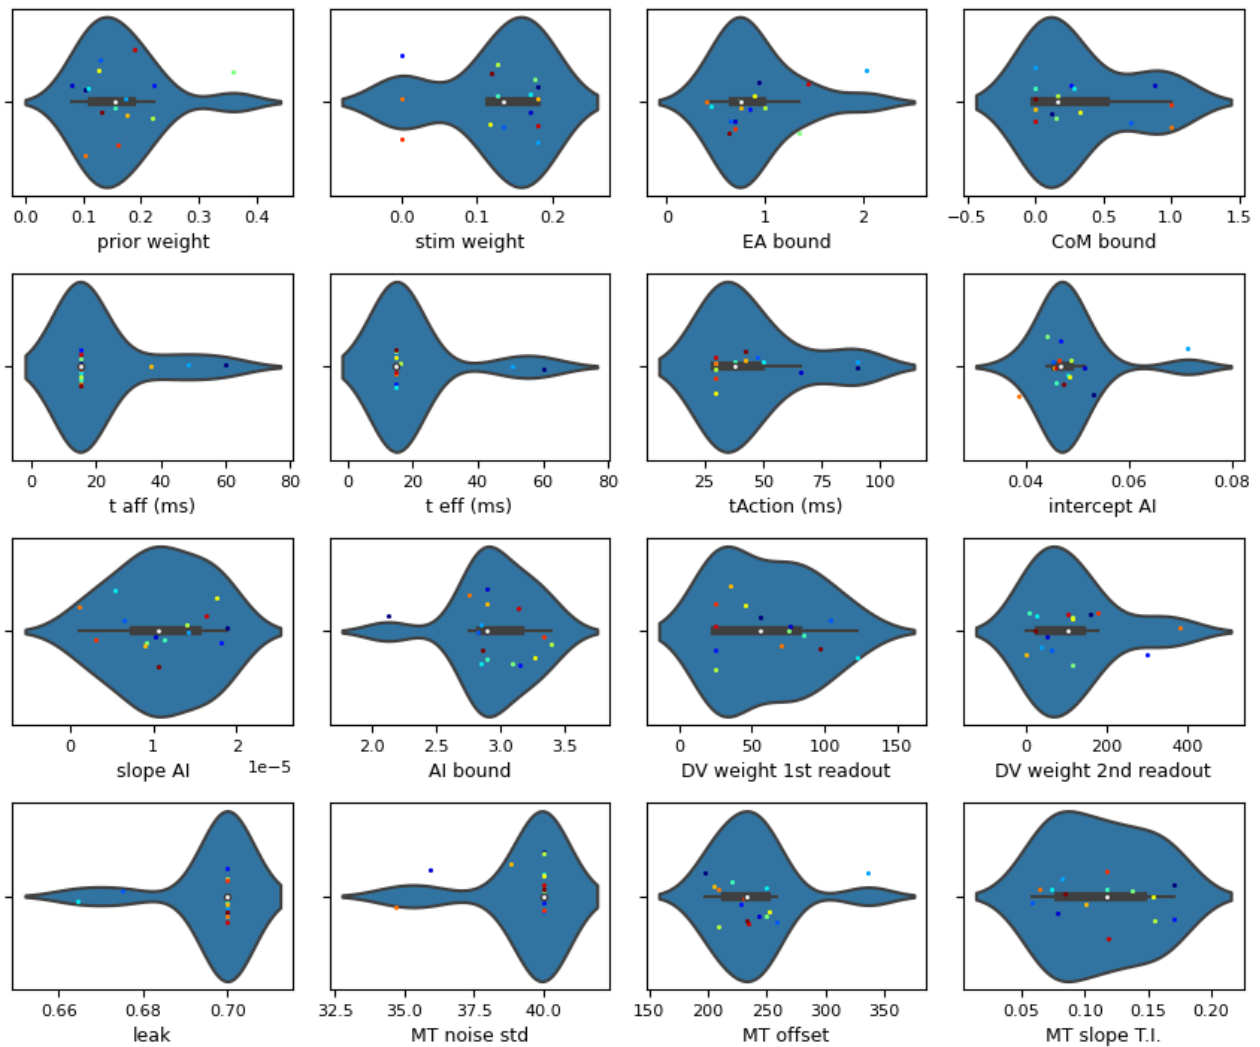 0.0 0.1 0.2 0.3 0.4
prior weight
0.0 0.2
stim weight
0 1 2
EA bound
−0.5 0.0 0.5 1.0 1.5
CoM bound
0 20 40 60 80
t aff (ms)
0 20 40 60 80
t eff (ms)
25 50 75 100
tAction (ms)
0.04 0.06 0.08
intercept AI
0 1 2
slope AI
1e−5
2.0 2.5 3.0 3.5
AI bound
0 50 100 150
DV weight 1st readout
0 200 400
DV weight 2nd readout
0.66 0.68 0.70
leak
32.5 35.0 37.5 40.0
MT noise std
150 200 250 300 350
MT offset
0.05 0.10 0.15 0.20
MT slope T.I.